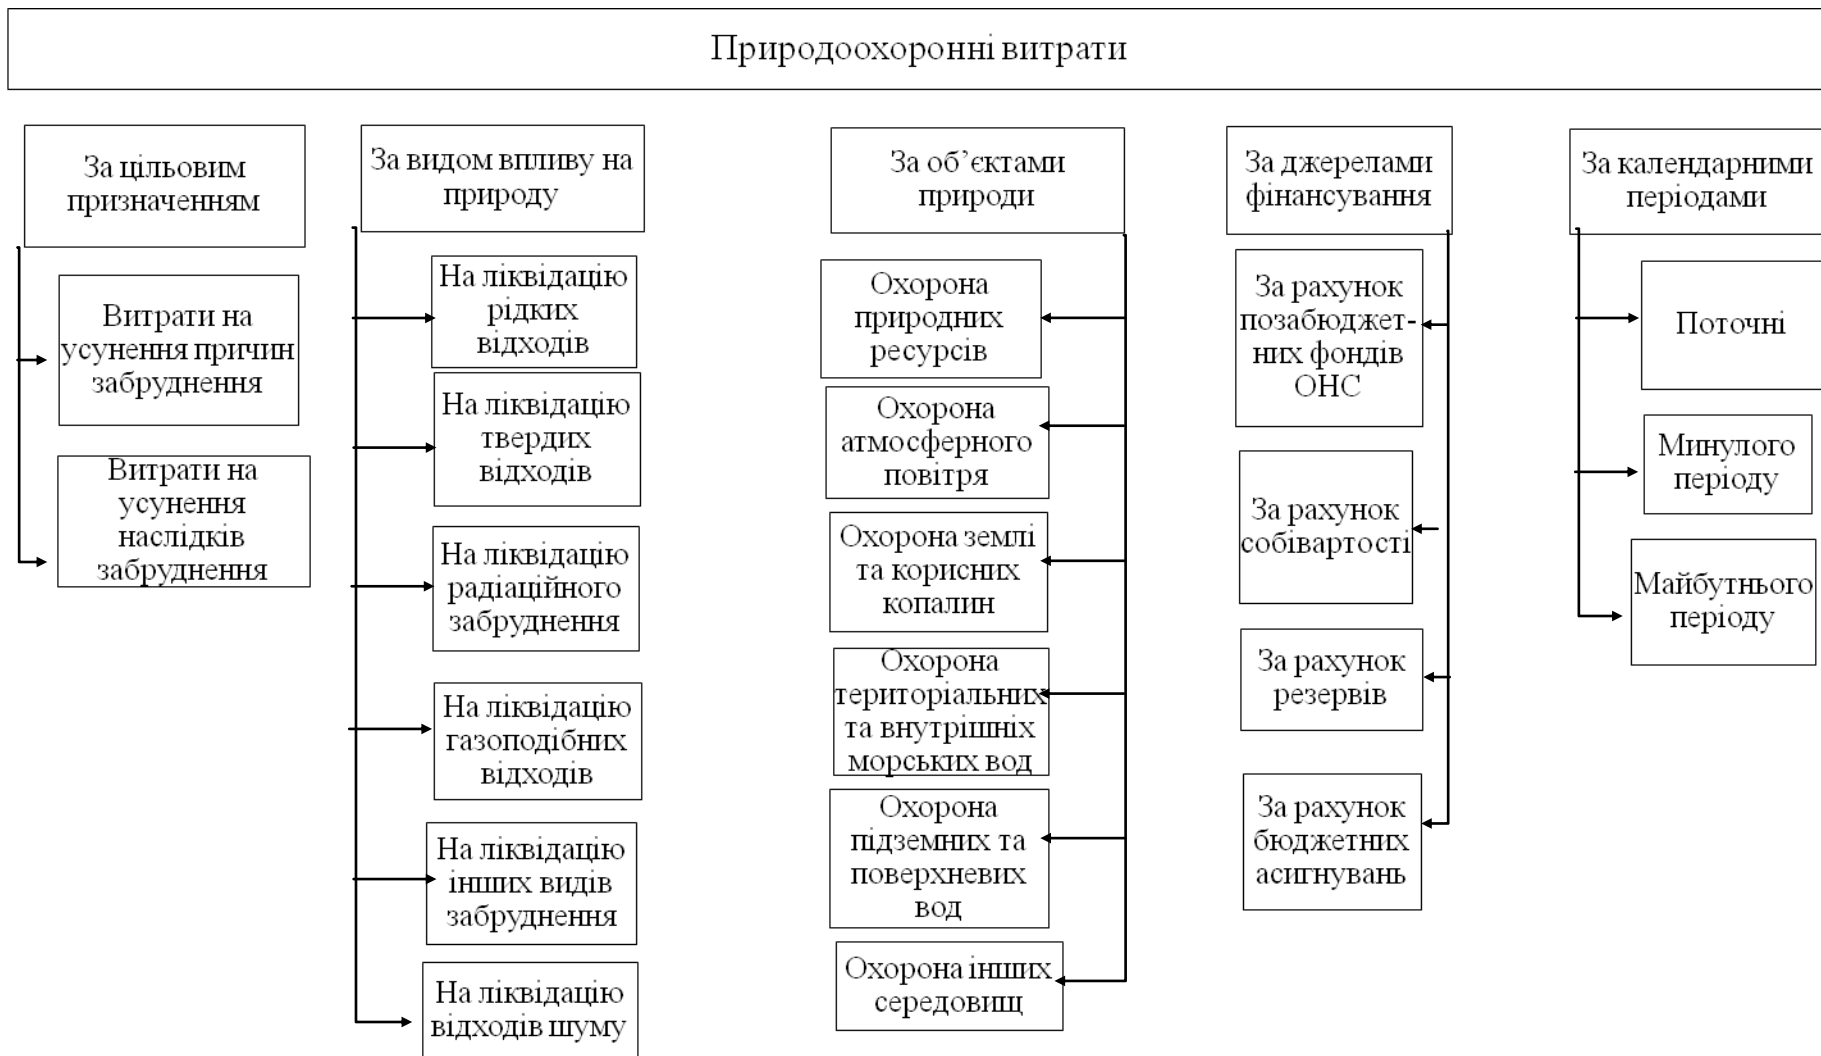 Природоохоронні витрати
За цільовим
призначенням
Витрати на
усунення причин
забруднення
Витрати на
усунення
наслідків
забруднення
За видом впливу на
природу
На ліквідацію
рідких
відходів
На ліквідацію
твердих
відходів
На ліквідацію
радіаційного
забруднення
На ліквідацію
газоподібних
відходів
На ліквідацію
інших видів
забруднення
На ліквідацію
відходів шуму
За об’єктами
природи
Охорона
природних
ресурсів
Охорона
атмосферного
повітря
Охорона землі
та корисних
копалин
Охорона
територіальних
та внутрішніх
морських вод
Охорона
підземних та
поверхневих
вод
Охорона інших
середовищ
За джерелами
фінансування
За рахунок
позабюджет-
них фондів
ОНС
За рахунок
собівартості
За рахунок
резервів
За рахунок
бюджетних
асигнувань
За календарними
періодами
Поточні
Минулого
періоду
Майбутнього
періоду